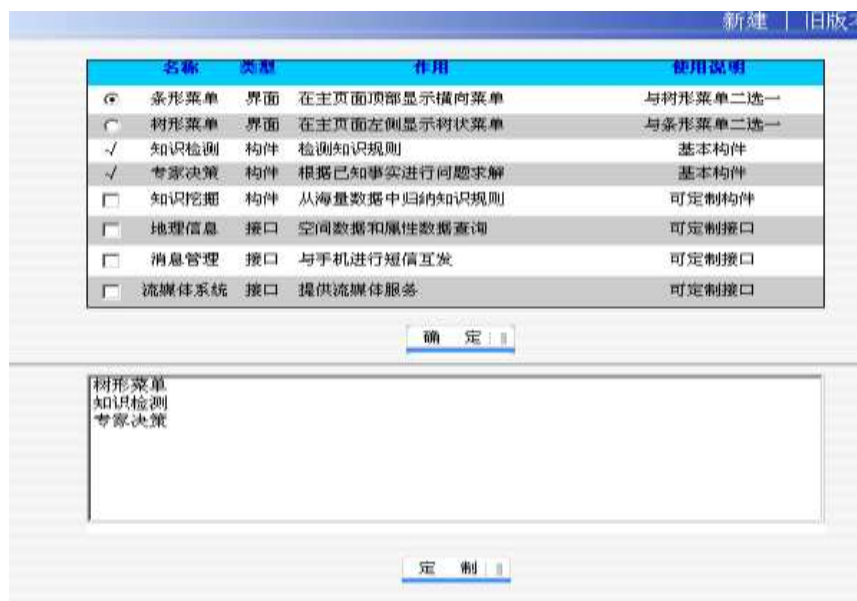 新建 | 旧版本
名称 类型 作用 使用说明
条形菜单 界面 在主页面顶部显示横向菜单 与树形菜单二选一
树形菜单 界面 在主页面左侧显示树状菜单 与条形菜单二选一
√ 知识检测 构件 检测知识规则 基本构件
√ 专家决策 构件 根据已知事实进行问题求解 基本构件
知识挖掘 构件 从海量数据中归纳知识规则 可定制构件
地理信息 接口 空间数据和属性数据查询 可定制接口
消息管理 接口 与手机进行短信互发 可定制接口
流媒体系统 接口 提供流媒体服务 可定制接口
确 定
树形菜单
知识检测
专家决策
定 制